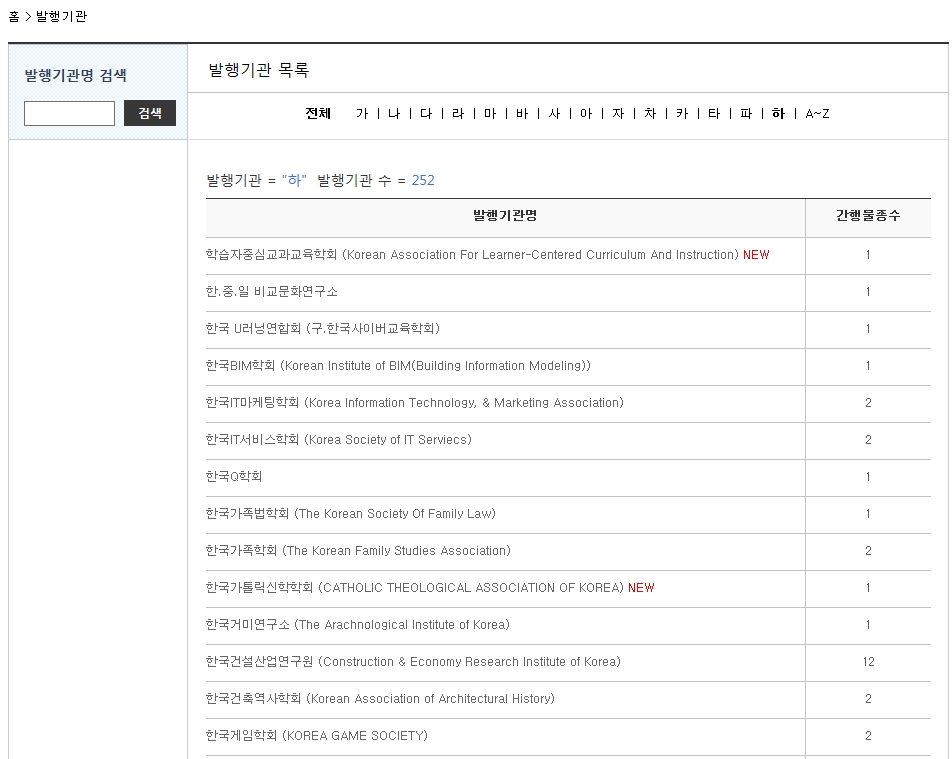 홈 > 발행기관
발행기관명 검색
검색
발행기관 목록
전체 가 | 나 | 다 | 라 | 마 | 바 | 사 | 아 | 자 | 차 | 카 | 타 | 파 | 하 | A~Z
발행기관 = "하" 발행기관 수 = 252
발행기관명 간행물종수
학습자중심교과교육학회 (Korean Association For Learner-Centered Curriculum And Instruction) NEW 1
한.중.일 비교문화연구소 1
한국 U러닝연합회 (구.한국사이버교육학회) 1
한국BIM학회 (Korean Institute of BIM(Building Information Modeling)) 1
한국IT마케팅학회 (Korea Information Technology, & Marketing Association) 2
한국IT서비스학회 (Korea Society of IT Serviecs) 2
한국Q학회 1
한국가족법학회 (The Korean Society Of Family Law) 1
한국가족학회 (The Korean Family Studies Association) 2
한국가톨릭신학학회 (CATHOLIC THEOLOGICAL ASSOCIATION OF KOREA) NEW 1
한국거미연구소 (The Arachnological Institute of Korea) 1
한국건설산업연구원 (Construction & Economy Research Institute of Korea) 12
한국건축역사학회 (Korean Association of Architectural History) 2
한국게임학회 (KOREA GAME SOCIETY) 2